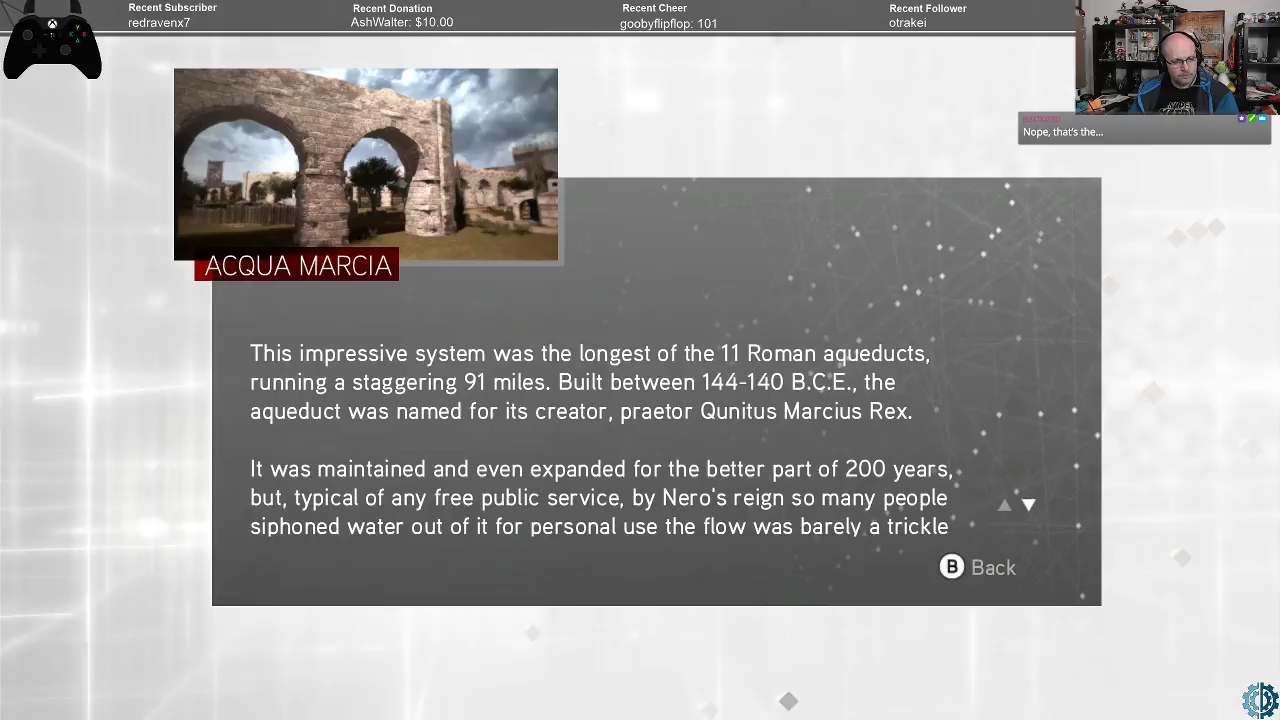 Recent Subscriber
redravenx7
Recent Donation
AshWalter: $10.00
Recent Cheer
goobyflipflop: 101
Recent Follower
otrakei
Nope, that's the...
ACQUA MARCIA
This impressive system was the longest of the 11 Roman aqueducts,
running a staggering 91 miles. Built between 144-140 B.C.E., the
aqueduct was named for its creator, praetor Qunitus Marcius Rex.
It was maintained and even expanded for the better part of 200 years,
but, typical of any free public service, by Nero's reign so many people
siphoned water out of it for personal use the flow was barely a trickle
B Back